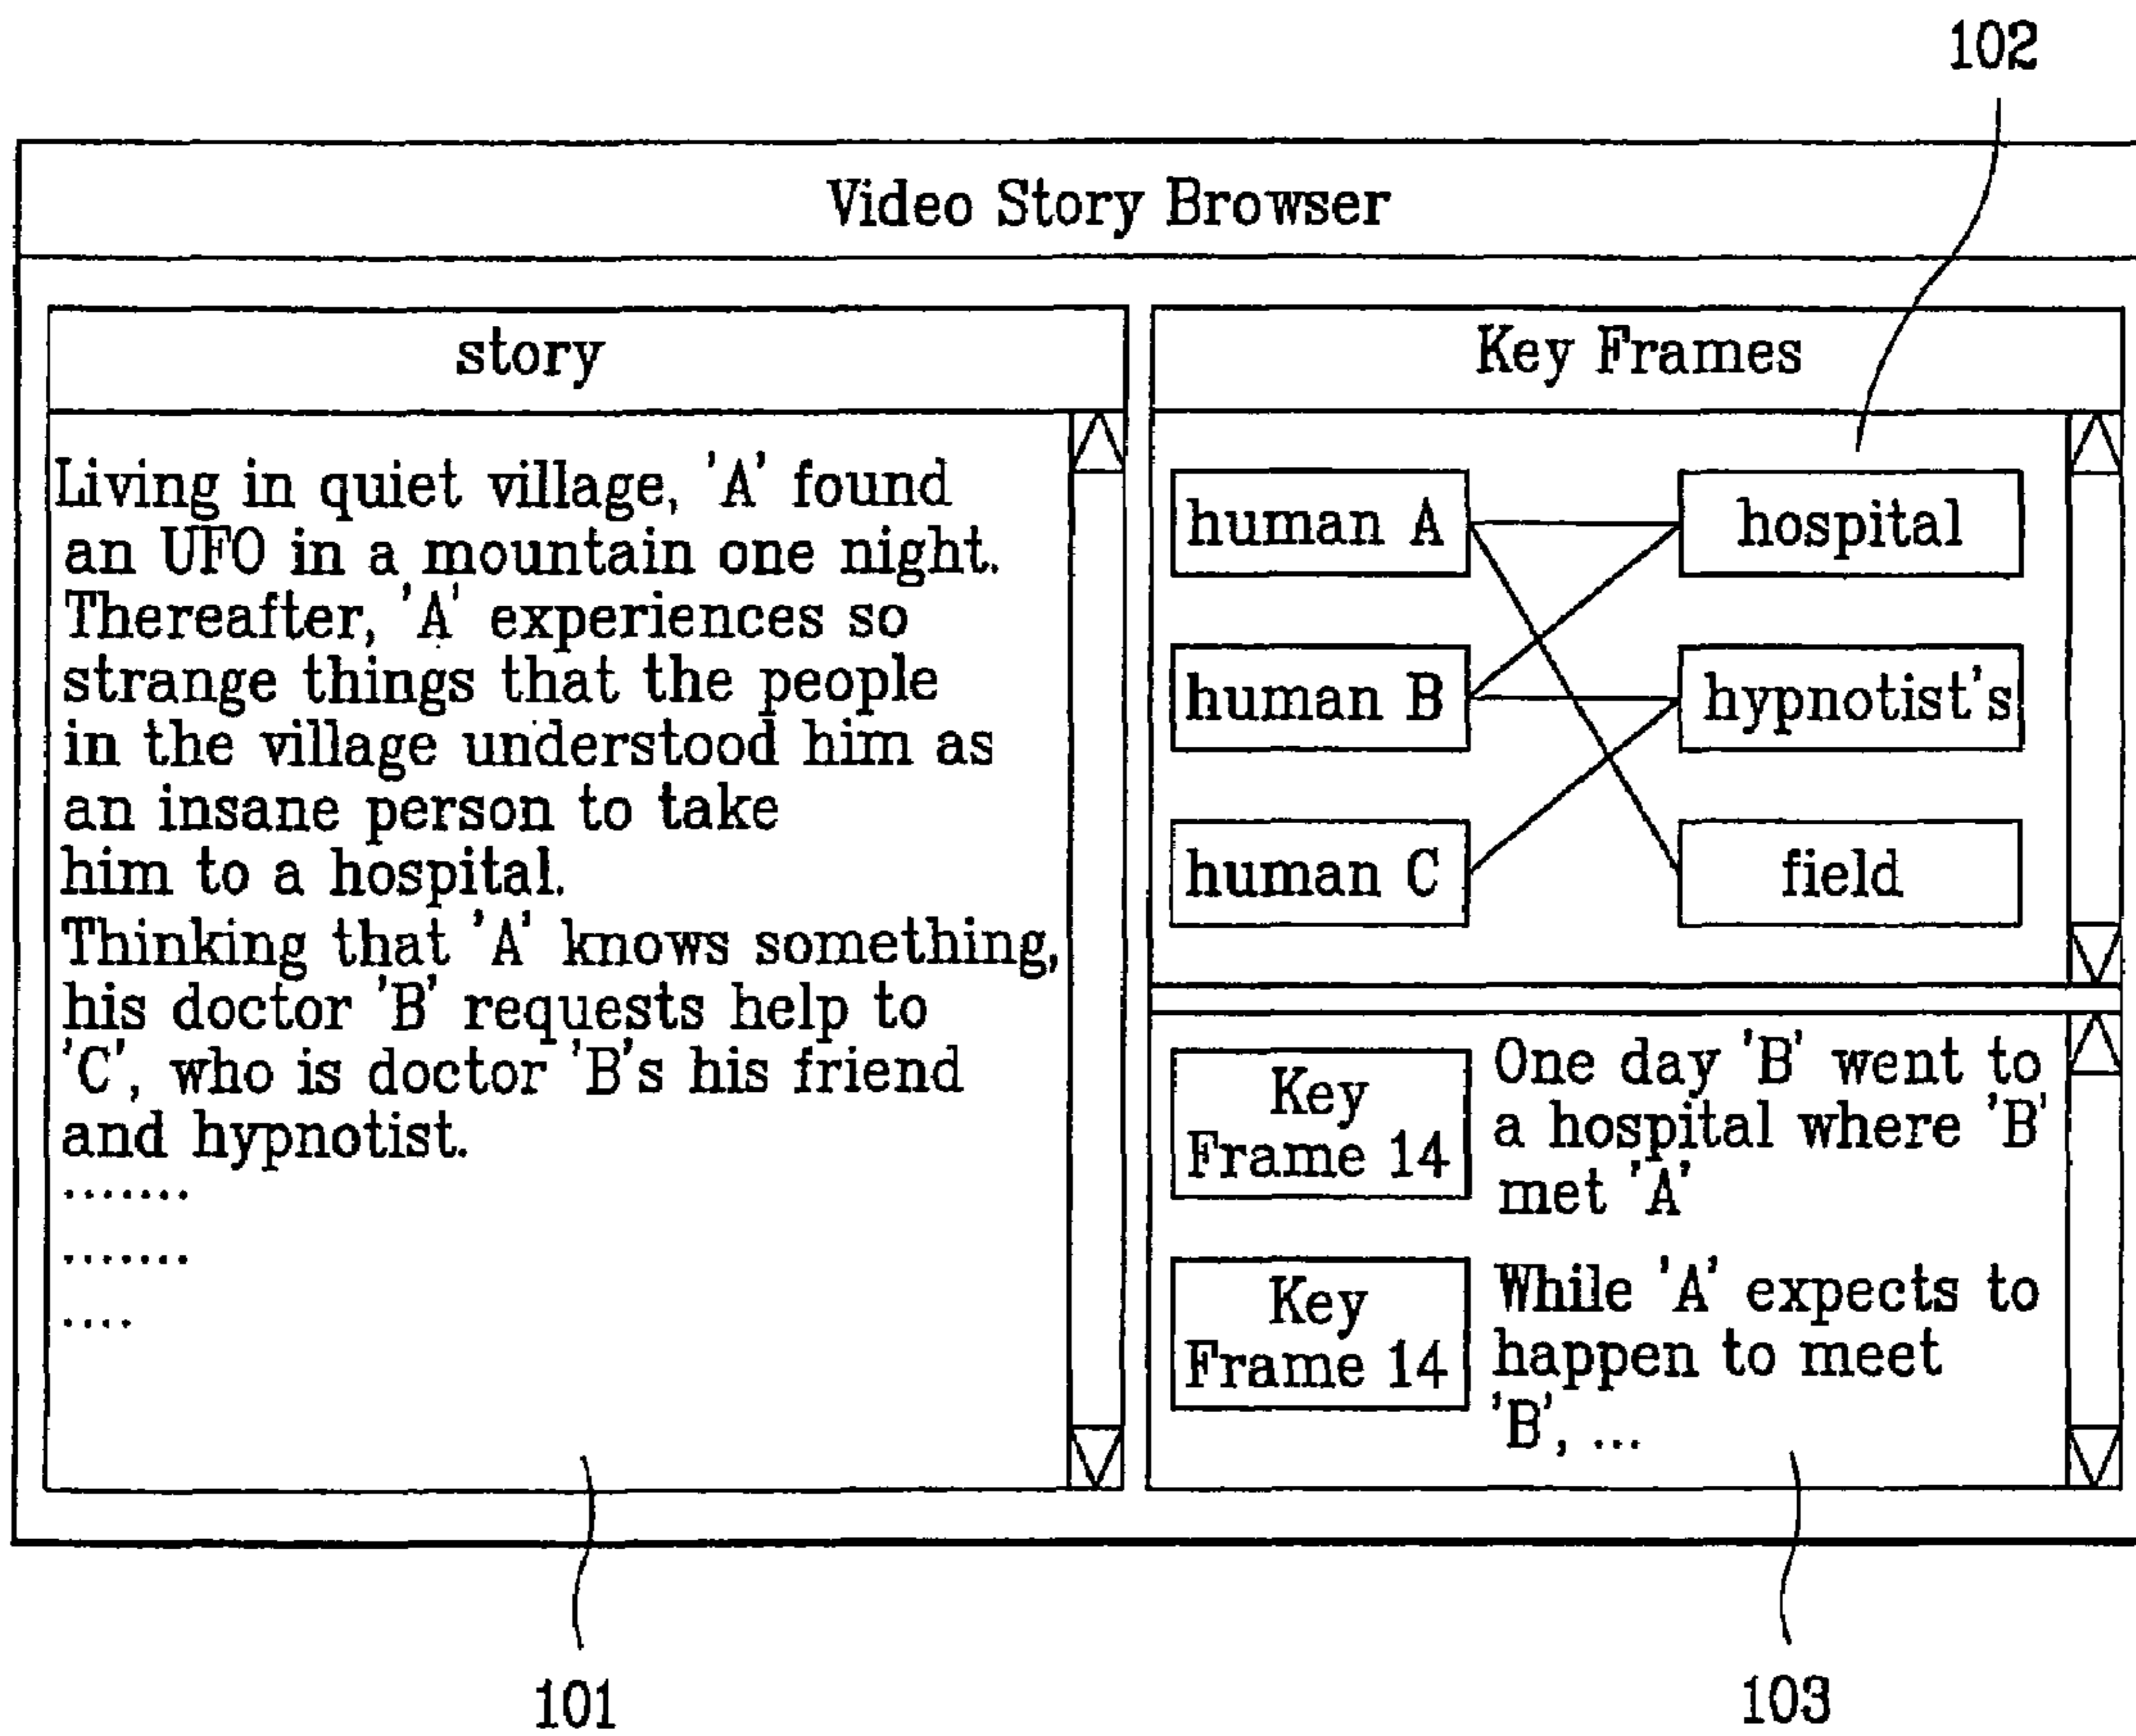 102
Video Story Browser
story
Living in quiet village, 'A' found
an UFO in a mountain one night.
Thereafter, 'A' experiences so
strange things that the people
in the village understood him as
an insane person to take
him to a hospital.
Thinking that 'A' knows something,
his doctor 'B' requests help to
'C', who is doctor 'B's his friend
and hypnotist.
.......
.......
....
Key Frames
human A
hospital
human B
hypnotist's
human C
field
Key
Frame 14
One day 'B' went to
a hospital where 'B'
met 'A'
Key
Frame 14
While 'A' expects to
happen to meet
'B', ...
101
103